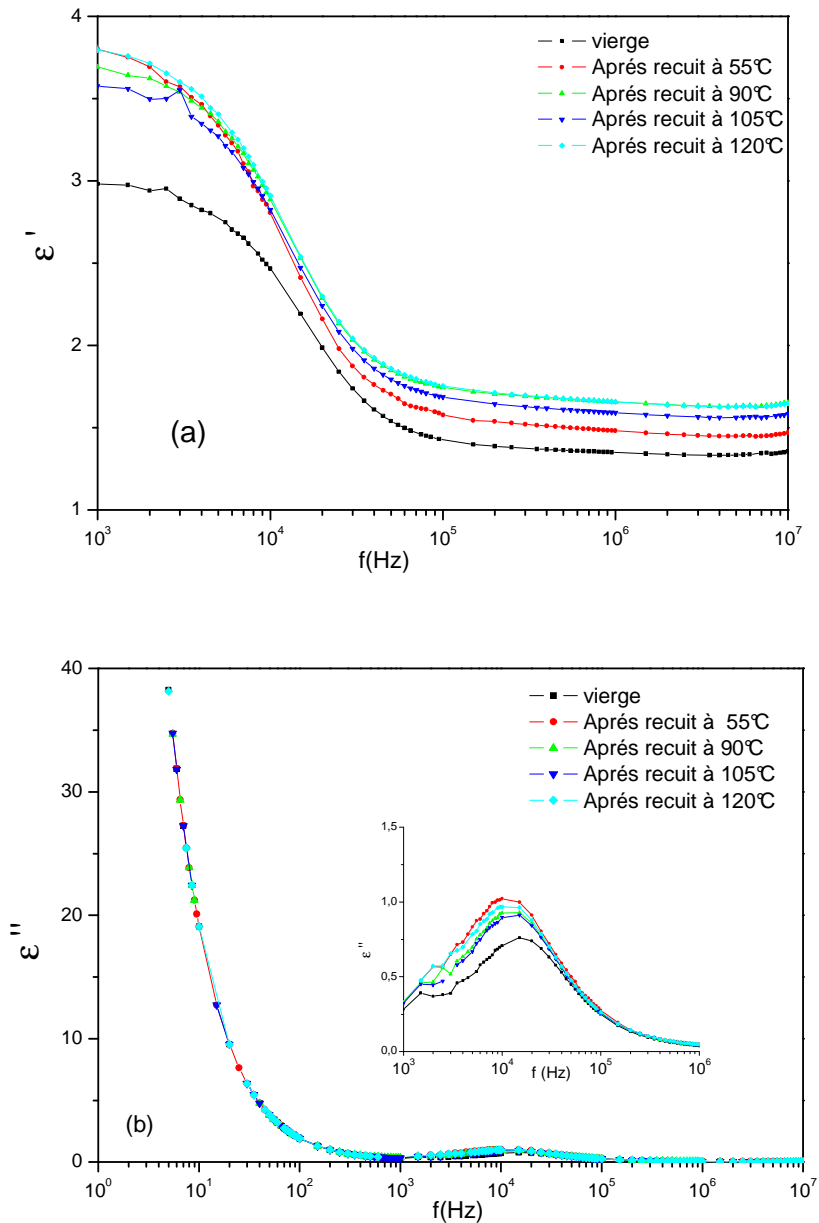 4
3
2
1
ε '
vierge
Aprés recuit à 55°C
Aprés recuit à 90°C
Aprés recuit à 105°C
Aprés recuit à 120°C
(a)
10³ 10⁴ 10⁵ 10⁶ 10⁷
f(Hz)
40
30
20
10
0
ε ''
vierge
Aprés recuit à 55°C
Aprés recuit à 90°C
Aprés recuit à 105°C
Aprés recuit à 120°C
1,5
1,0
0,5
0,0
ε ''
10³ 10⁴ 10⁵ 10⁶
f (Hz)
(b)
10⁰ 10¹ 10² 10³ 10⁴ 10⁵ 10⁶ 10⁷
f(Hz)